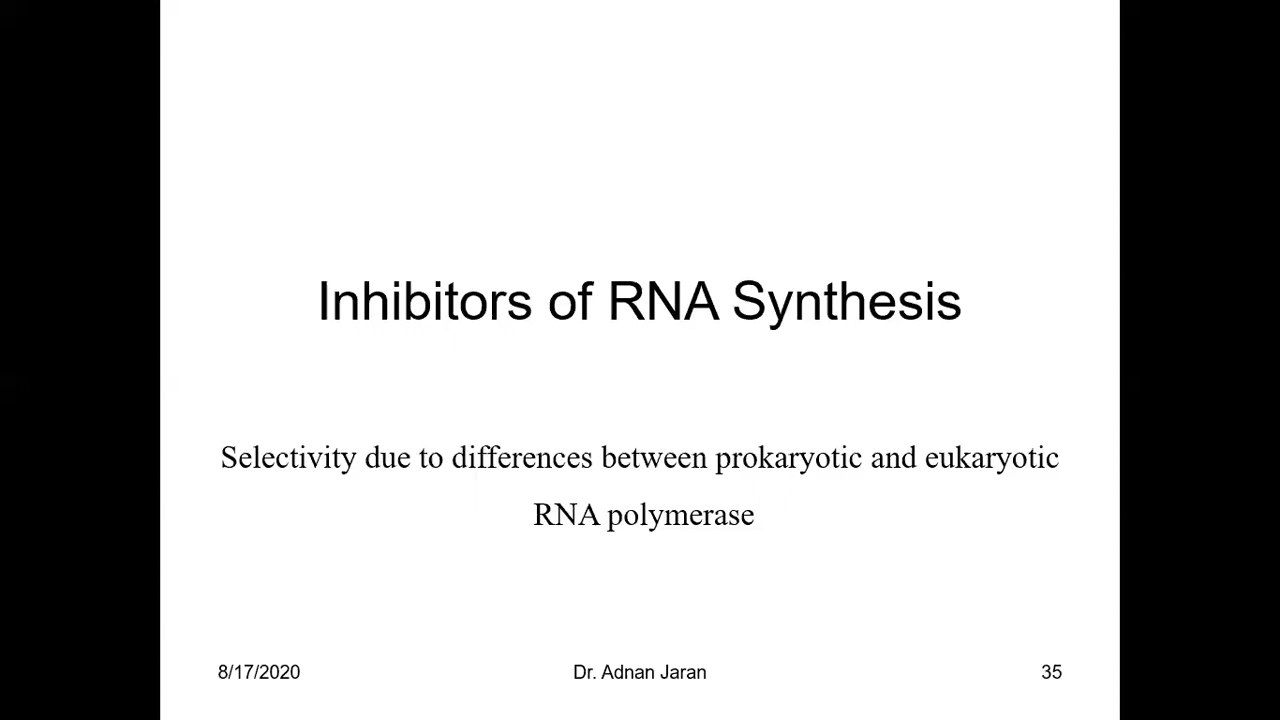 Inhibitors of RNA Synthesis
Selectivity due to differences between prokaryotic and eukaryotic
RNA polymerase
8/17/2020
Dr. Adnan Jaran
35